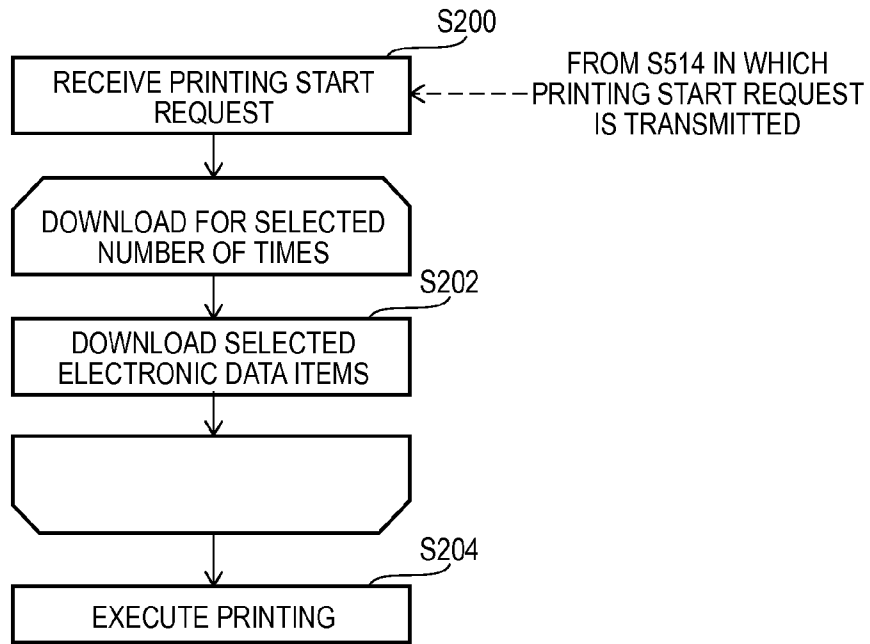 S200
RECEIVE PRINTING START
REQUEST
FROM S514 IN WHICH
PRINTING START REQUEST
IS TRANSMITTED
DOWNLOAD FOR SELECTED
NUMBER OF TIMES
S202
DOWNLOAD SELECTED
ELECTRONIC DATA ITEMS
S204
EXECUTE PRINTING